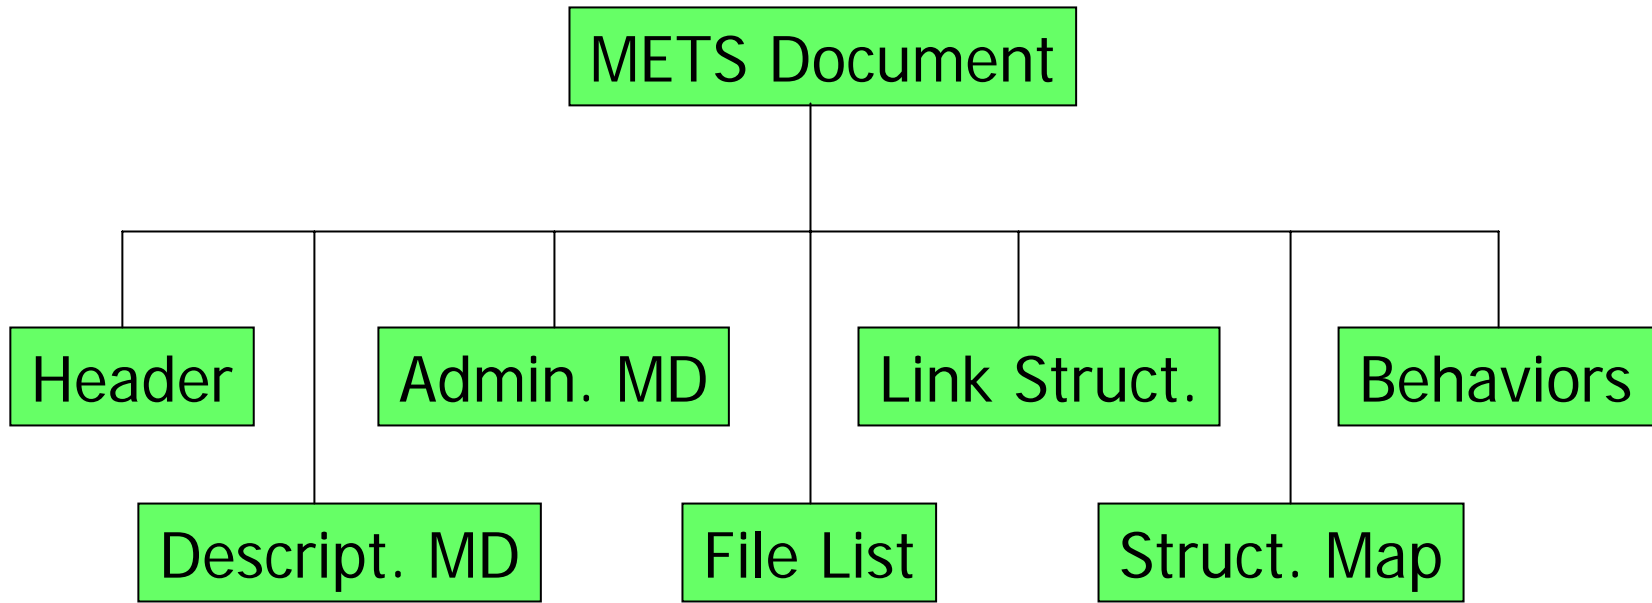 METS Document
Header
Admin. MD
Link Struct.
Behaviors
Descript. MD
File List
Struct. Map